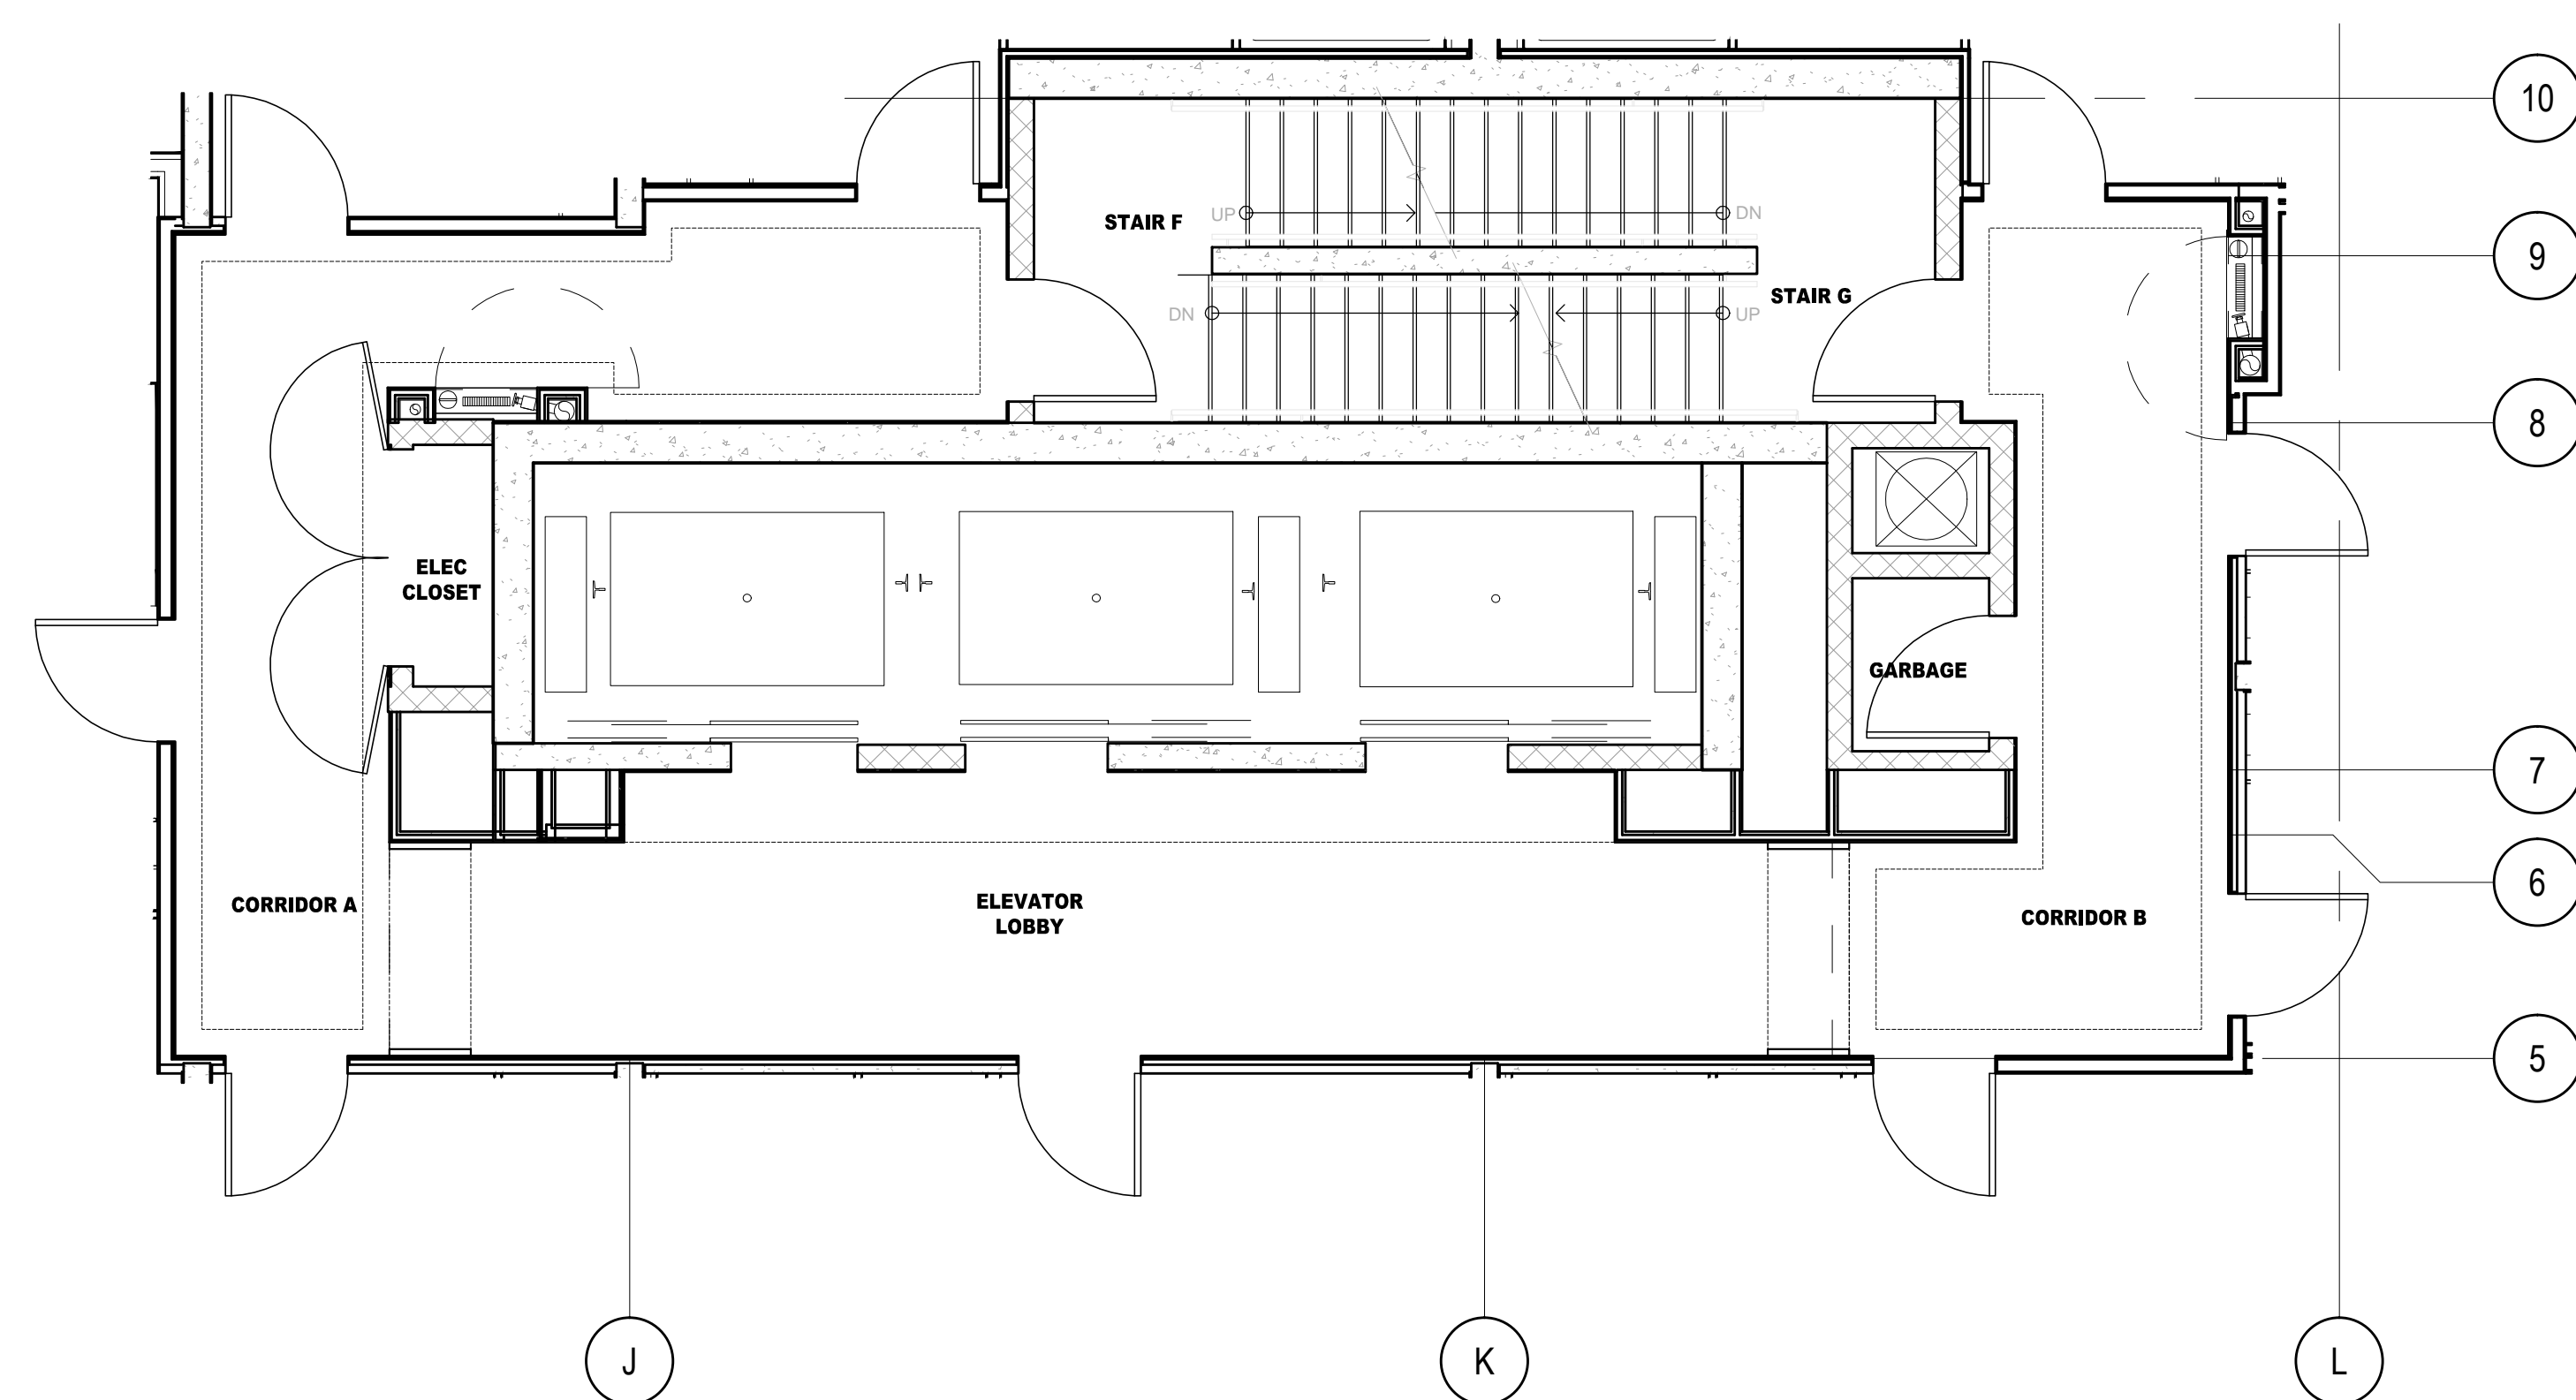 10
9
STAIR F
UP
DN
STAIR G
DN
UP
8
ELEC
CLOSET
GARBAGE
7
6
CORRIDOR A
ELEVATOR
LOBBY
CORRIDOR B
5
J
K
L